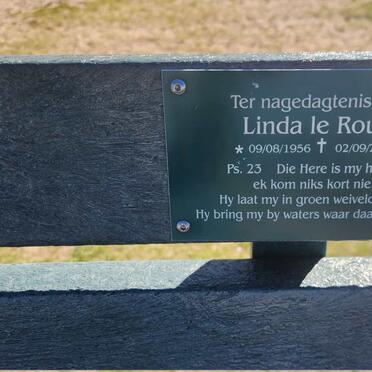 Ter nagedagtenis
Linda le Rou
* 09/08/1956 ✝ 02/09/2
Ps. 23 Die Here is my h
ek kom niks kort nie
Hy laat my in groen weiveld
Hy bring my by waters waar daa